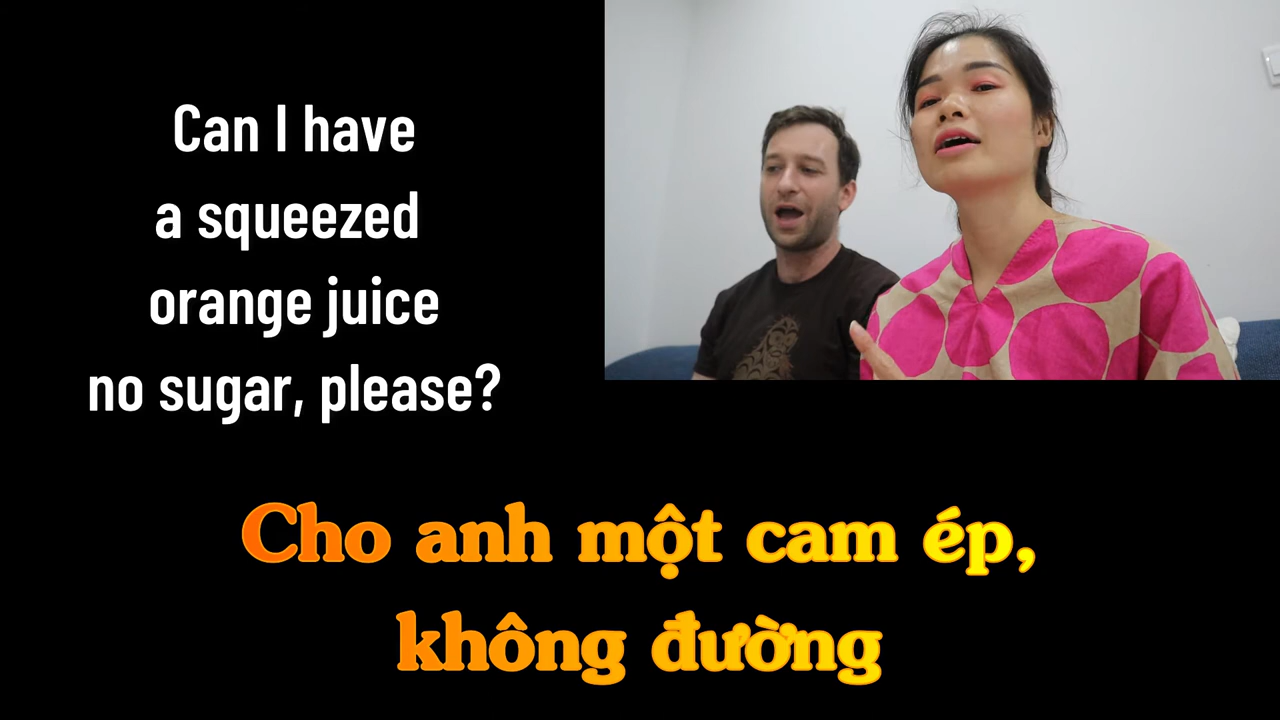 Can I have
a squeezed
orange juice
no sugar, please?
Cho anh một cam ép,
không đường